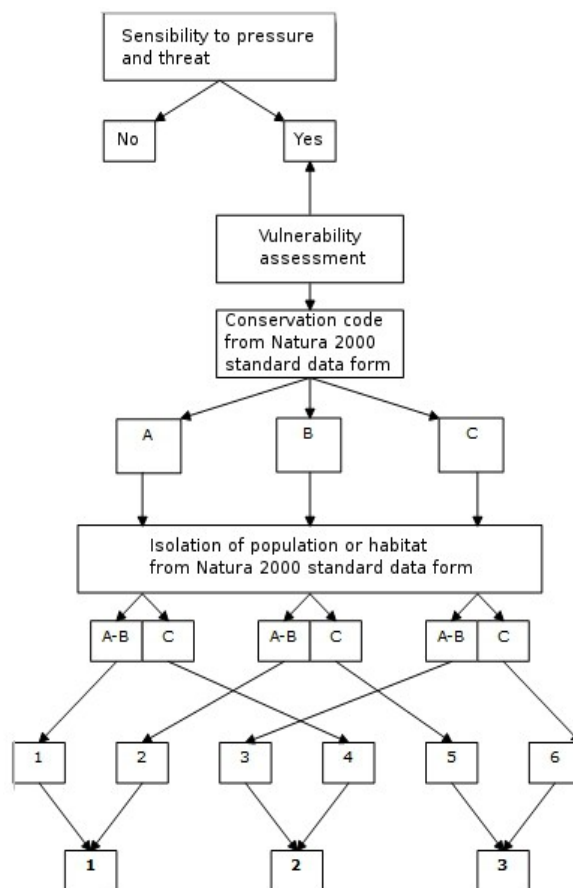 Sensibility to pressure
and threat
No
Yes
Vulnerability
assessment
Conservation code
from Natura 2000
standard data form
A
B
C
Isolation of population or habitat
from Natura 2000 standard data form
A-B
C
A-B
C
A-B
C
1
2
3
4
5
6
1
2
3